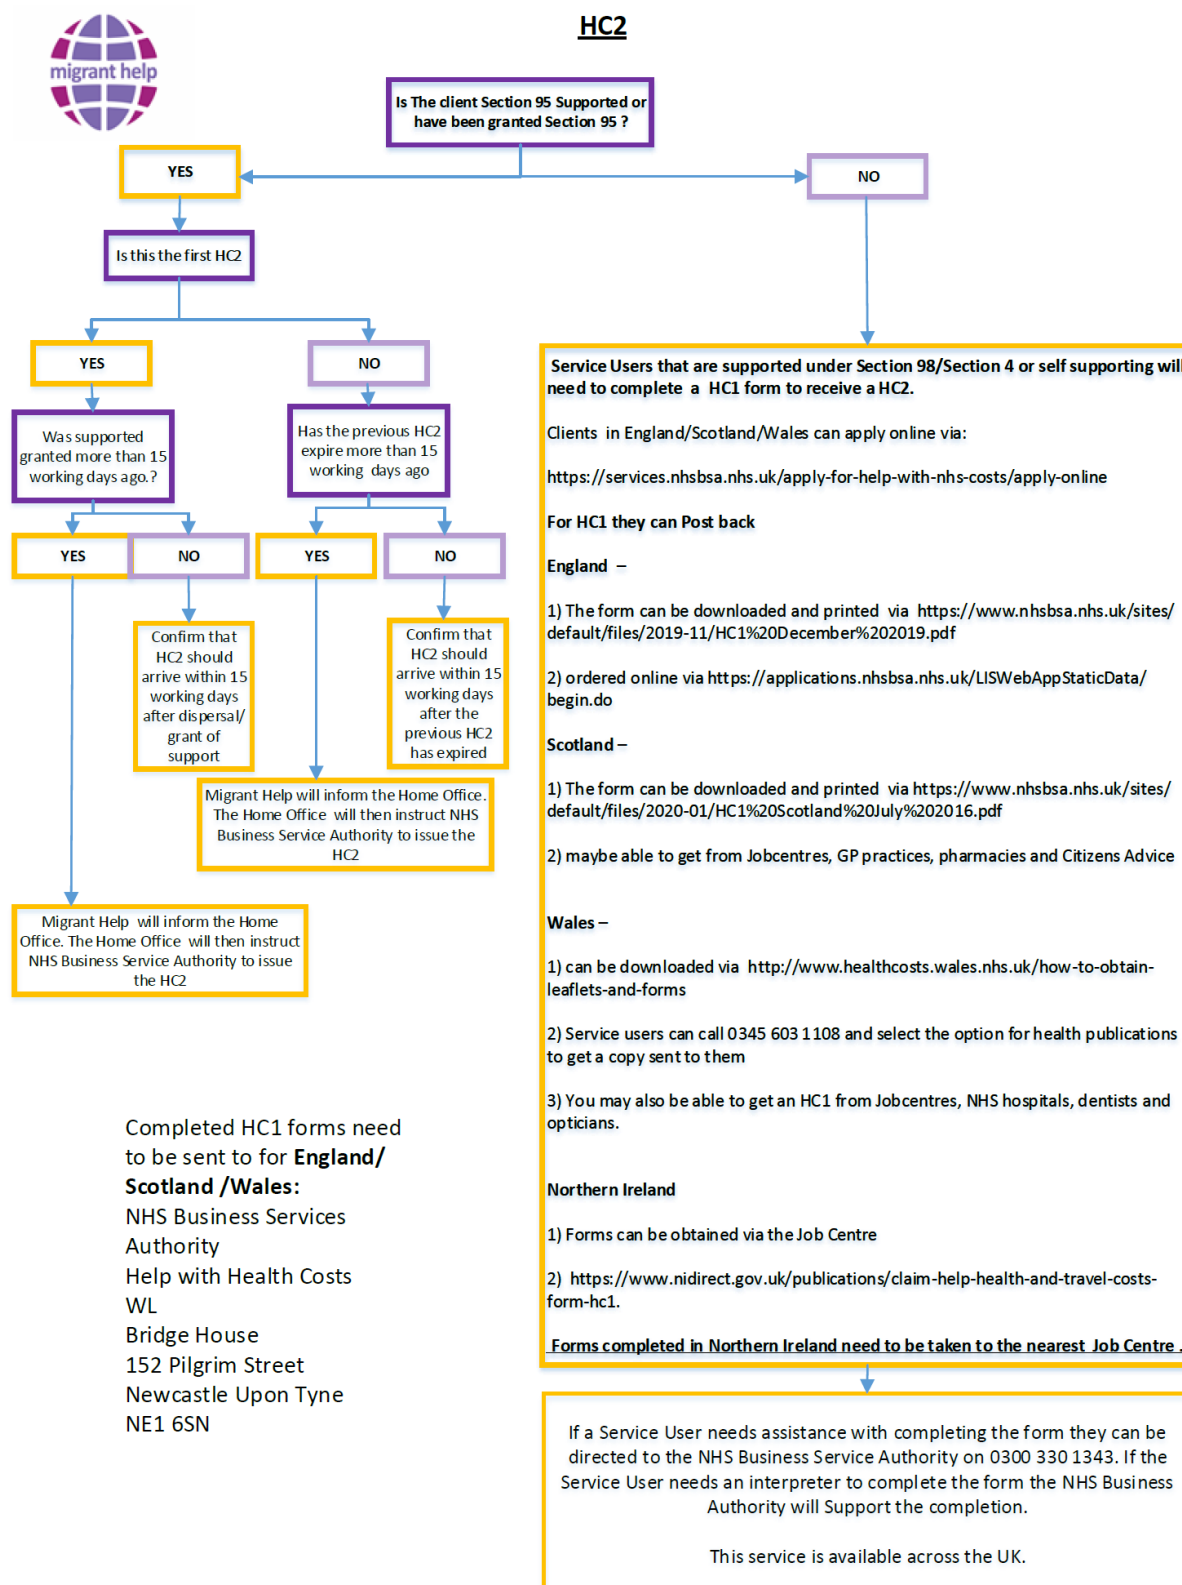 HC2
migrant help
Is The client Section 95 Supported or
have been granted Section 95 ?
YES
NO
Is this the first HC2
YES
NO
Was supported
granted more than 15
working days ago.?
Has the previous HC2
expire more than 15
working days ago
YES
NO
YES
NO
Confirm that
HC2 should
arrive within 15
working days
after dispersal/
grant of
support
Confirm that
HC2 should
arrive within 15
working days
after the
previous HC2
has expired
Migrant Help will inform the Home Office.
The Home Office will then instruct NHS
Business Service Authority to issue the
HC2
Migrant Help will inform the Home
Office. The Home Office will then instruct
NHS Business Service Authority to issue
the HC2
Completed HC1 forms need
to be sent to for England/
Scotland /Wales:
NHS Business Services
Authority
Help with Health Costs
WL
Bridge House
152 Pilgrim Street
Newcastle Upon Tyne
NE1 6SN
Service Users that are supported under Section 98/Section 4 or self supporting will
need to complete a HC1 form to receive a HC2.
Clients in England/Scotland/Wales can apply online via:
https://services.nhsbsa.nhs.uk/apply-for-help-with-nhs-costs/apply-online
For HC1 they can Post back
England –
1) The form can be downloaded and printed via https://www.nhsbsa.nhs.uk/sites/
default/files/2019-11/HC1%20December%202019.pdf
2) ordered online via https://applications.nhsbsa.nhs.uk/LISWebAppStaticData/
begin.do
Scotland –
1) The form can be downloaded and printed via https://www.nhsbsa.nhs.uk/sites/
default/files/2020-01/HC1%20Scotland%20July%202016.pdf
2) maybe able to get from Jobcentres, GP practices, pharmacies and Citizens Advice
Wales –
1) can be downloaded via http://www.healthcosts.wales.nhs.uk/how-to-obtain-
leaflets-and-forms
2) Service users can call 0345 603 1108 and select the option for health publications
to get a copy sent to them
3) You may also be able to get an HC1 from Jobcentres, NHS hospitals, dentists and
opticians.
Northern Ireland
1) Forms can be obtained via the Job Centre
2) https://www.nidirect.gov.uk/publications/claim-help-health-and-travel-costs-
form-hc1.
Forms completed in Northern Ireland need to be taken to the nearest Job Centre .
If a Service User needs assistance with completing the form they can be
directed to the NHS Business Service Authority on 0300 330 1343. If the
Service User needs an interpreter to complete the form the NHS Business
Authority will Support the completion.
This service is available across the UK.